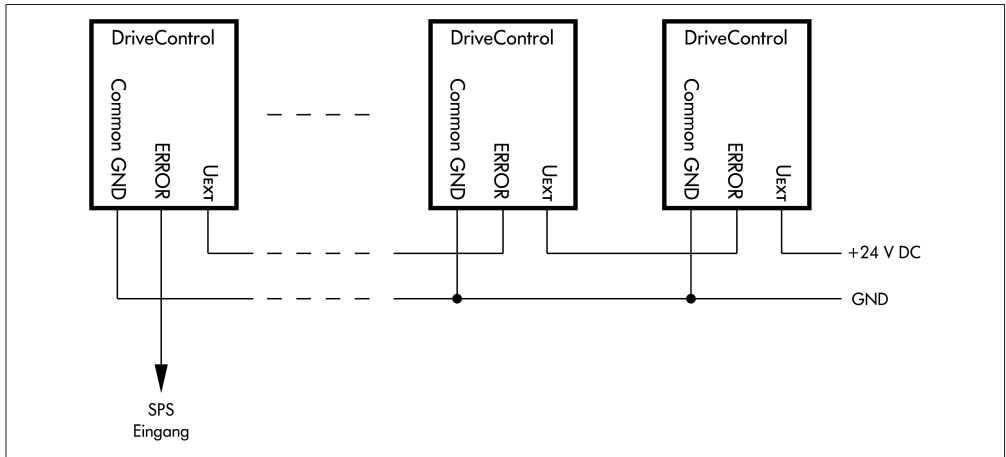 DriveControl
Common GND
ERROR
UEXT
DriveControl
Common GND
ERROR
UEXT
DriveControl
Common GND
ERROR
UEXT
+24 V DC
GND
SPS
Eingang